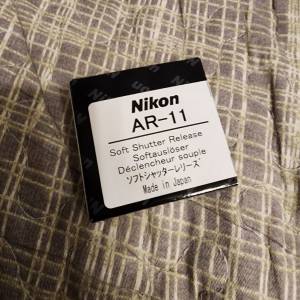 Nikon
AR-11
Soft Shutter Release
Softauslöser
Déclencheur souple
ソフトシャッターレリーズ
Made in Japan